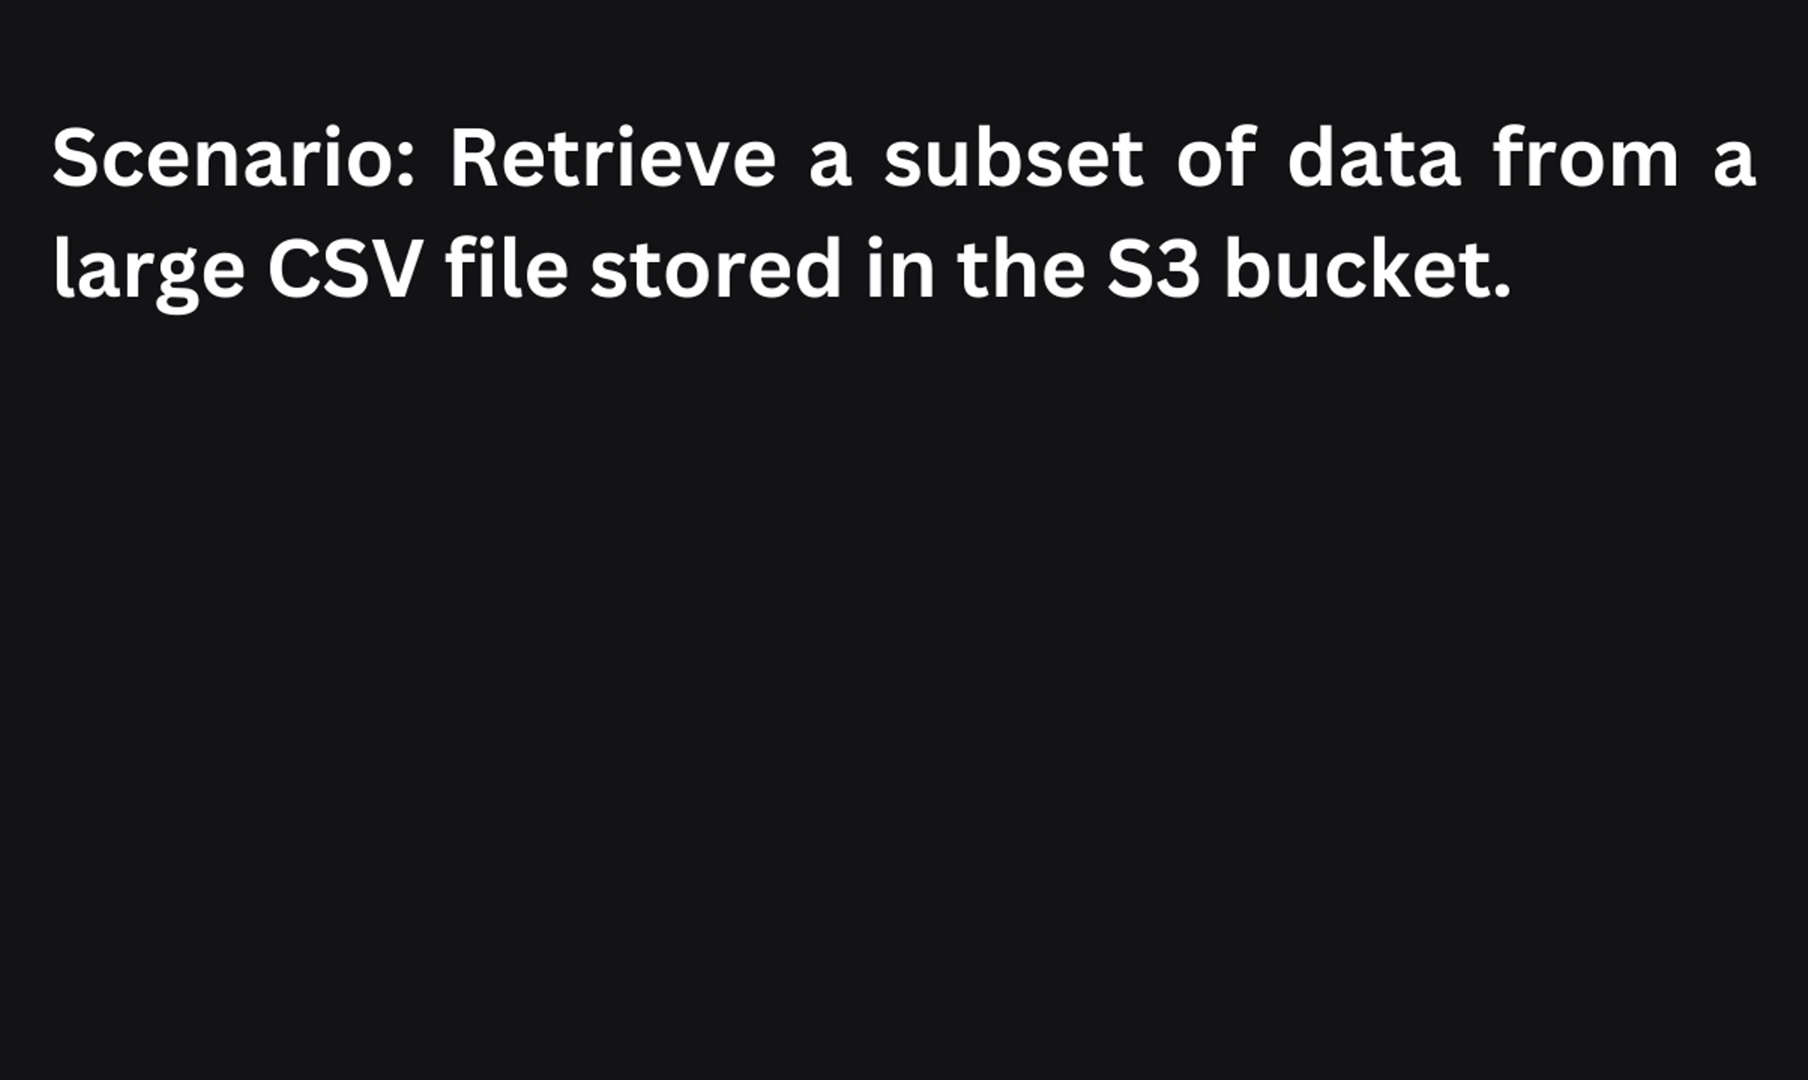 Scenario: Retrieve a subset of data from a
large CSV file stored in the S3 bucket.